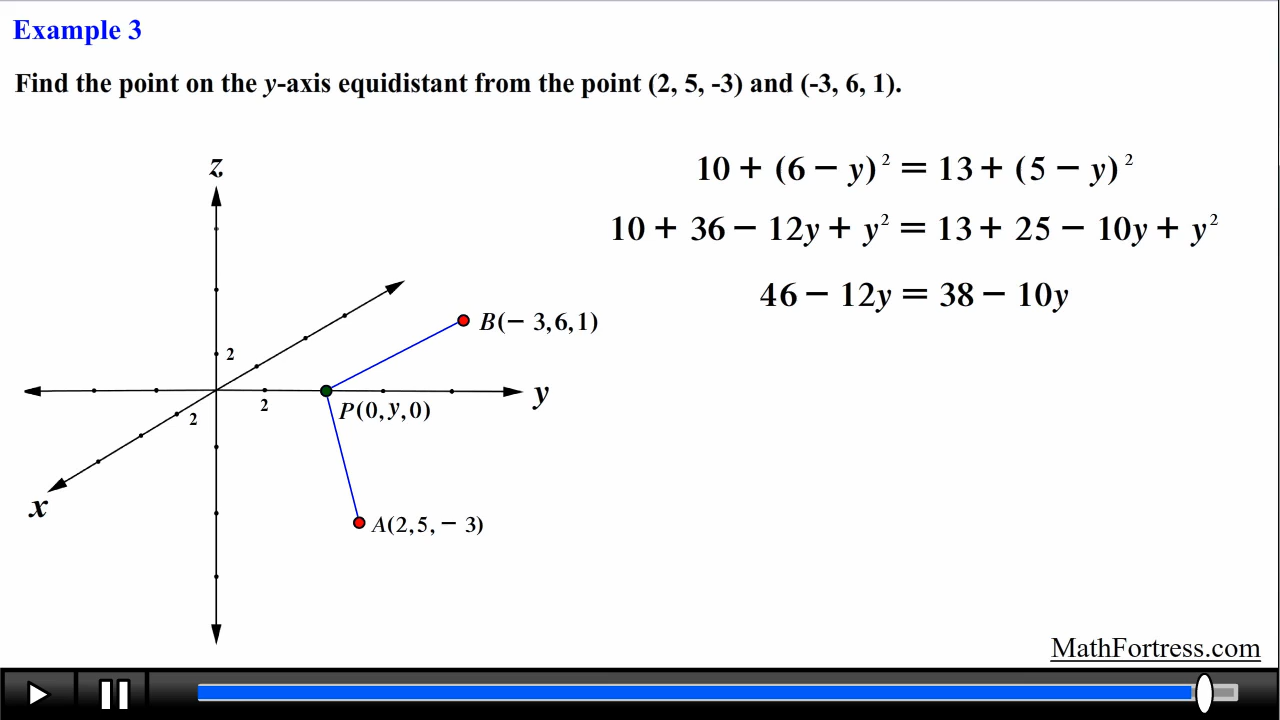 Example 3
Find the point on the y-axis equidistant from the point (2, 5, -3) and (-3, 6, 1).
z
10 + (6 − y)² = 13 + (5 − y)²
10 + 36 − 12y + y² = 13 + 25 − 10y + y²
46 − 12y = 38 − 10y
B(− 3,6,1)
2
y
2
P(0,y,0)
2
x
A(2,5,− 3)
MathFortress.com